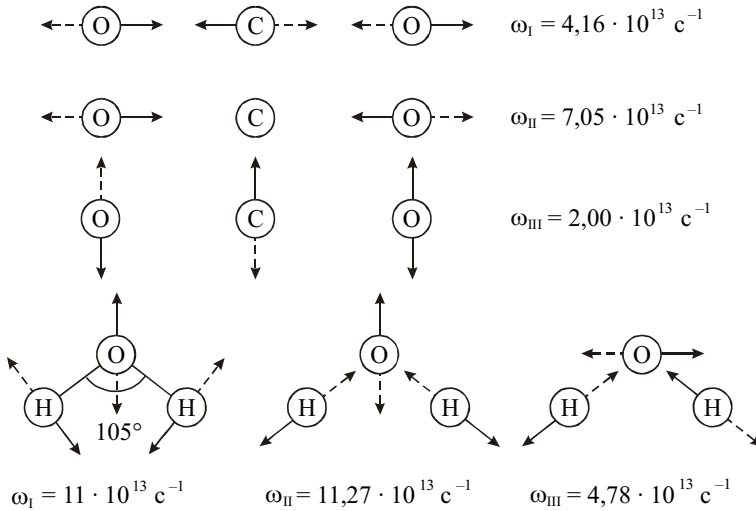 O C O ω_I = 4,16 · 10^13 с^−1
O C O ω_II = 7,05 · 10^13 с^−1
O C O ω_III = 2,00 · 10^13 с^−1
O O O
H H H H H H
105°
ω_I = 11 · 10^13 с^−1 ω_II = 11,27 · 10^13 с^−1 ω_III = 4,78 · 10^13 с^−1